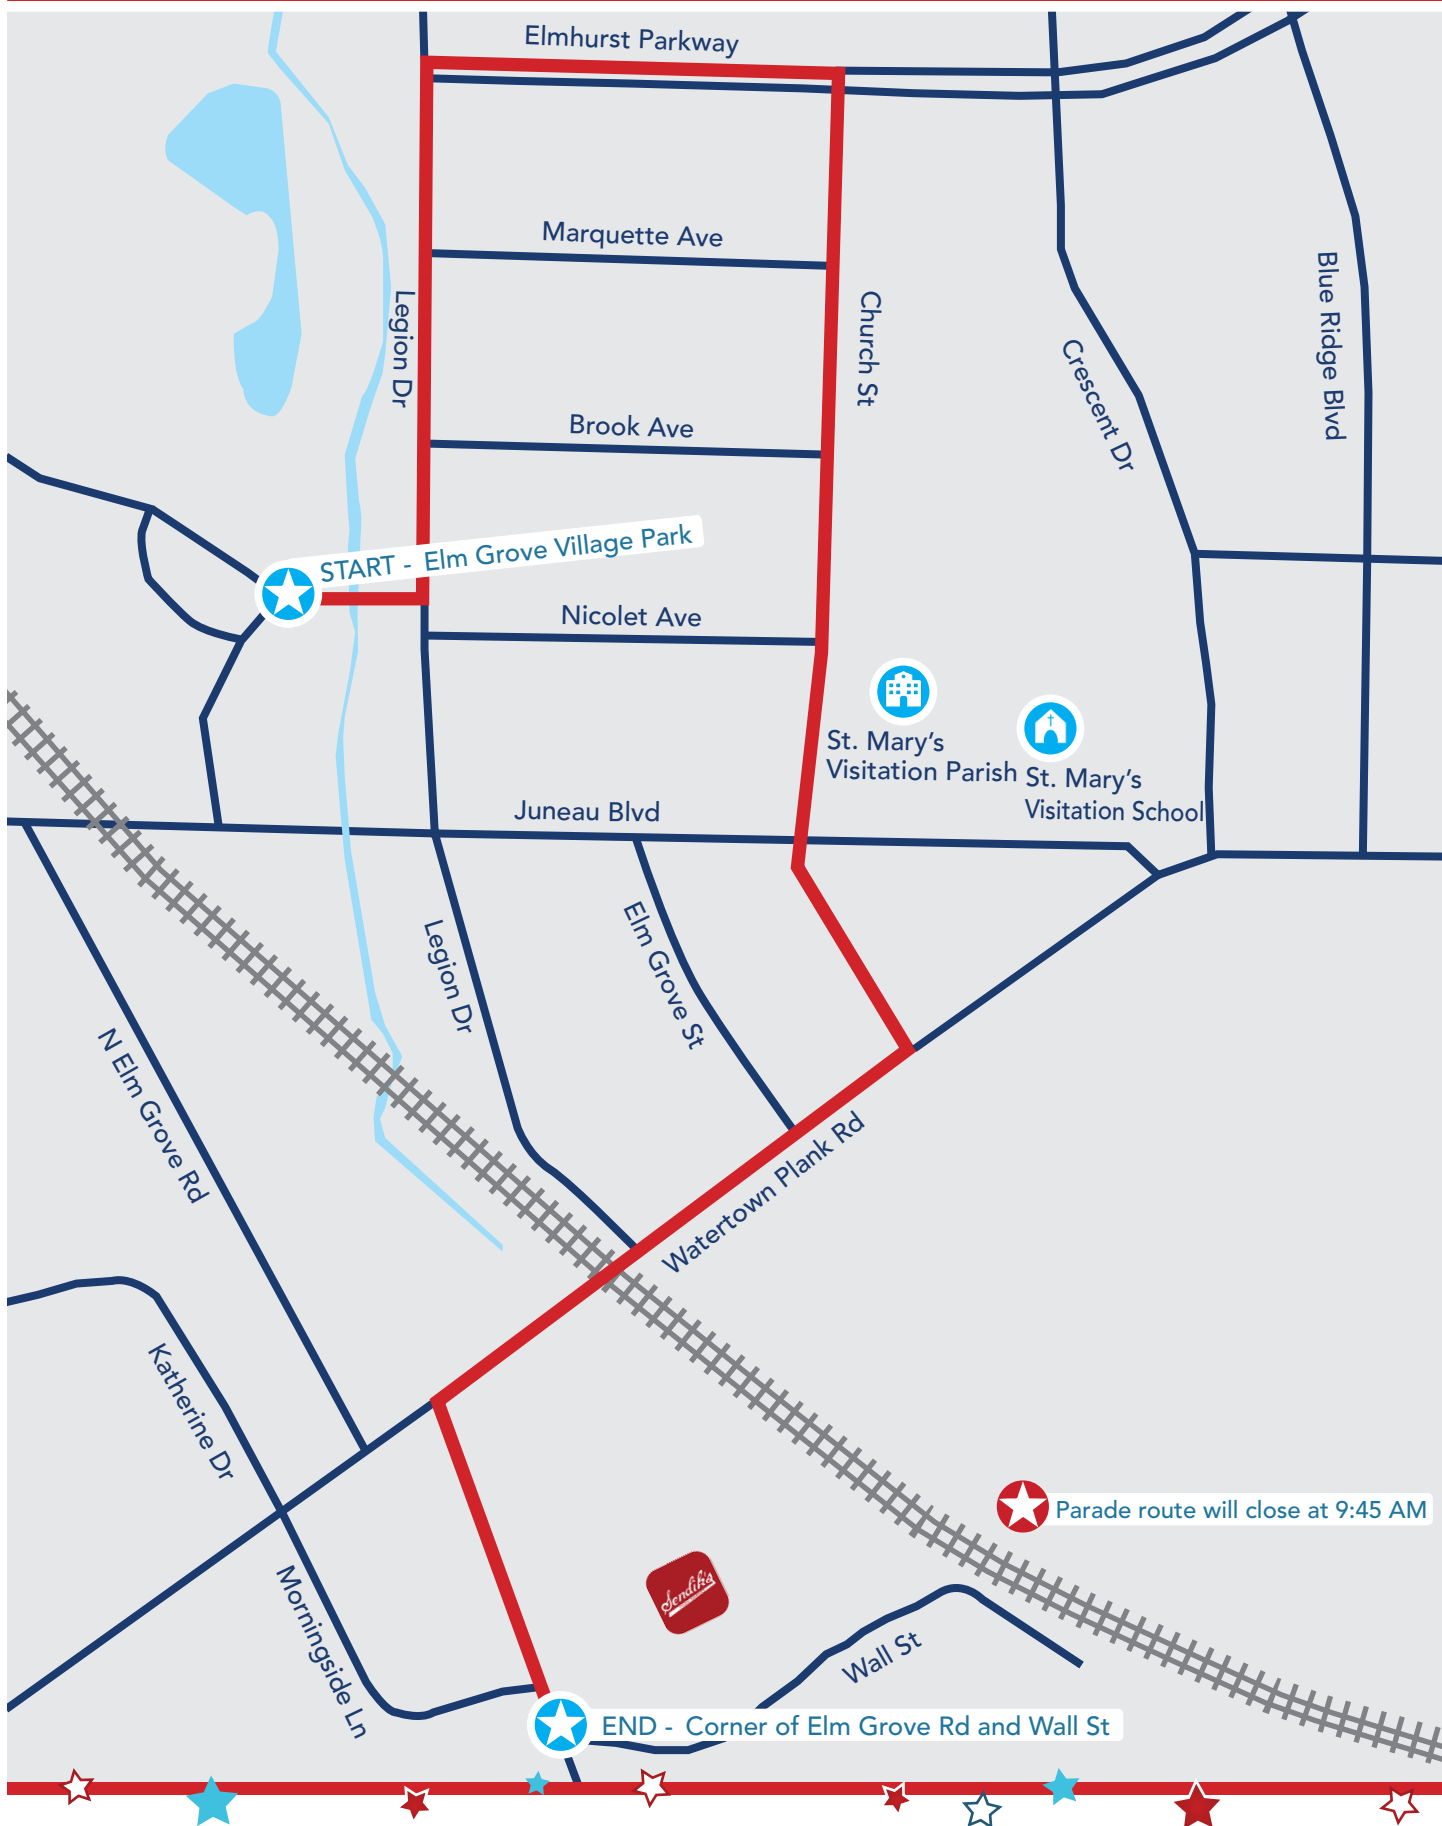 Elmhurst Parkway
Marquette Ave
Legion Dr
Church St
Blue Ridge Blvd
Crescent Dr
Brook Ave
START - Elm Grove Village Park
Nicolet Ave
St. Mary's
Visitation Parish
St. Mary's
Visitation School
Juneau Blvd
Legion Dr
Elm Grove St
N Elm Grove Rd
Watertown Plank Rd
Katherine Dr
Parade route will close at 9:45 AM
Sendik's
Morningside Ln
Wall St
END - Corner of Elm Grove Rd and Wall St